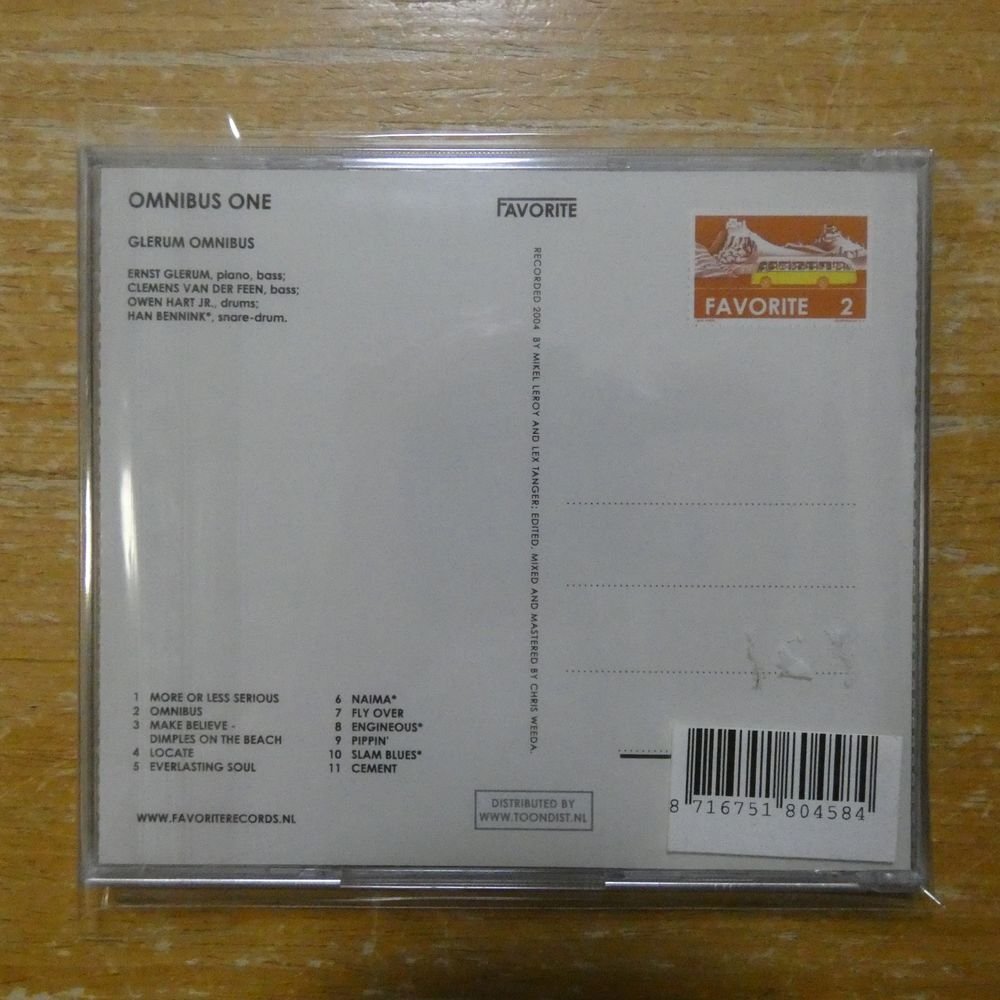 OMNIBUS ONE
GLERUM OMNIBUS
ERNST GLERUM, piano, bass;
CLEMENS VAN DER FEEN, bass;
OWEN HART JR., drums;
HAN BENNINK*, snare-drum.
1 MORE OR LESS SERIOUS
2 OMNIBUS
3 MAKE BELIEVE -
DIMPLES ON THE BEACH
4 LOCATE
5 EVERLASTING SOUL
6 NAIMA*
7 FLY OVER
8 ENGINEOUS*
9 PIPPIN'
10 SLAM BLUES*
11 CEMENT
WWW.FAVORITERECORDS.NL
FAVORITE
RECORDED 2004 BY MIKEL LEROY AND LEX TANGER; EDITED, MIXED AND MASTERED BY CHRIS WEEDA.
DISTRIBUTED BY
WWW.TOONDIST.NL
FAVORITE 2
8 716751 804584